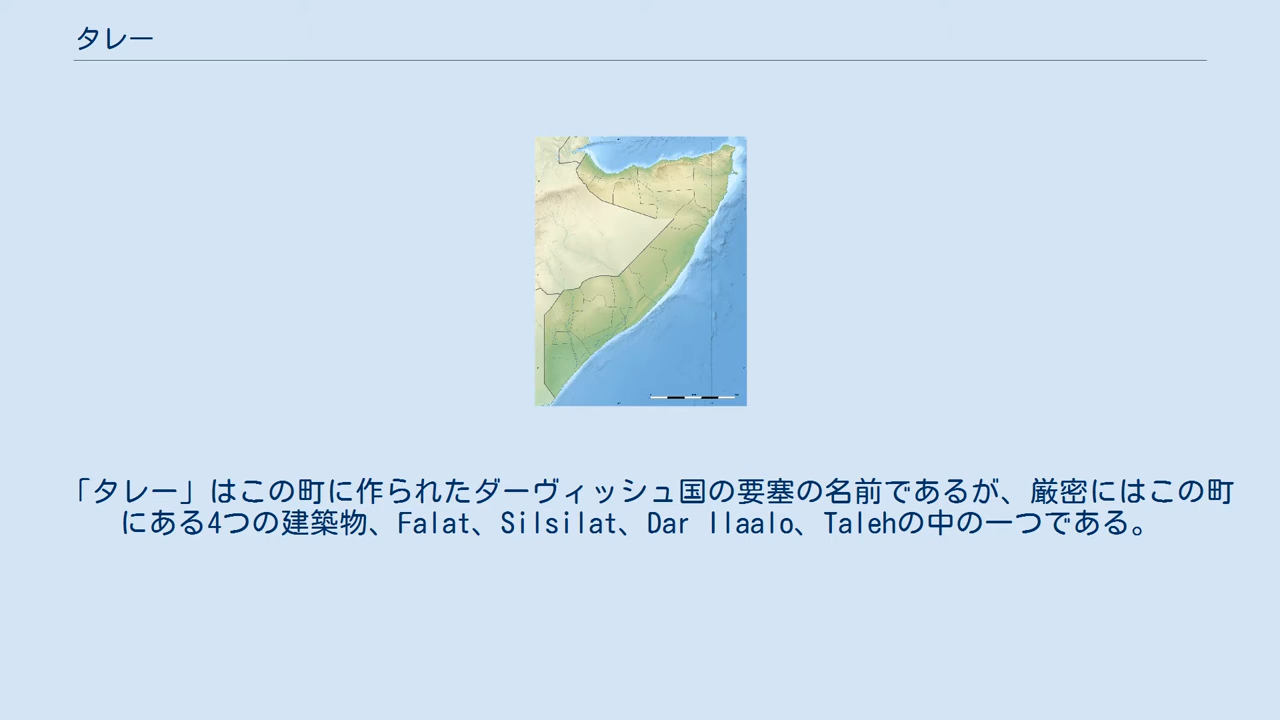 タレー
「タレー」はこの町に作られたダーヴィッシュ国の要塞の名前であるが、厳密にはこの町
にある4つの建築物、Falat、Silsilat、Dar Ilaalo、Talehの中の一つである。